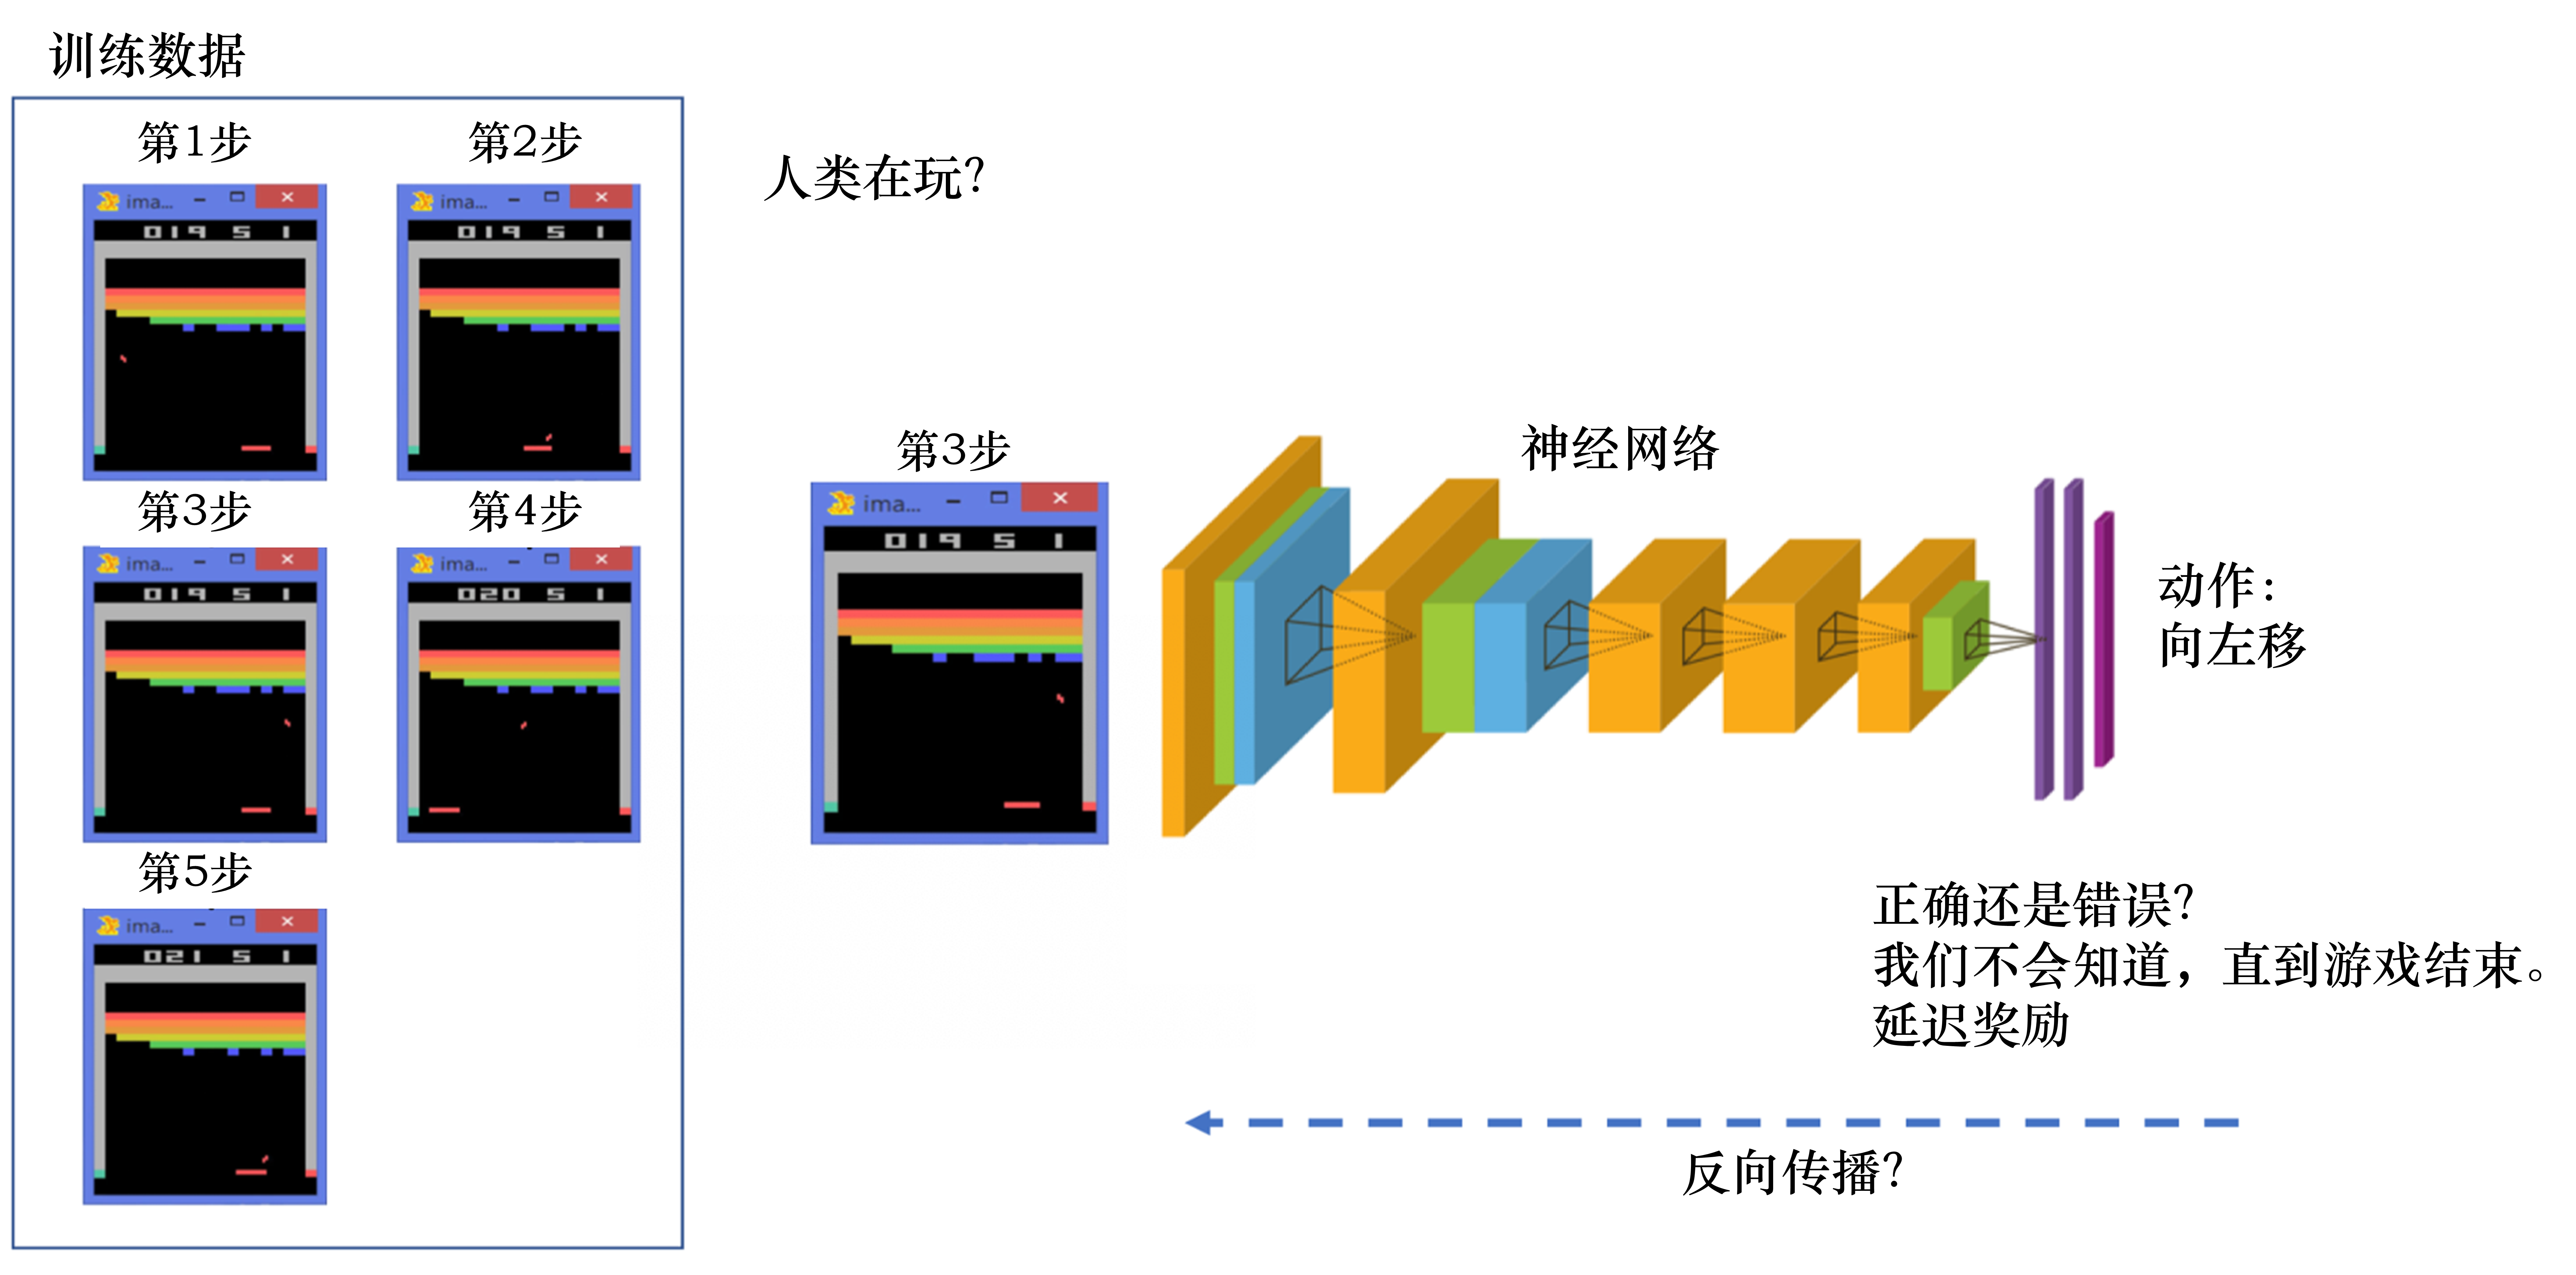 训练数据
第1步
第2步
ima...
019 5 1
ima...
019 5 1
第3步
第4步
ima...
019 5 1
ima...
020 5 1
第5步
ima...
021 5 1
人类在玩?
第3步
ima...
019 5 1
神经网络
动作:
向左移
正确还是错误?
我们不会知道，直到游戏结束。
延迟奖励
反向传播?